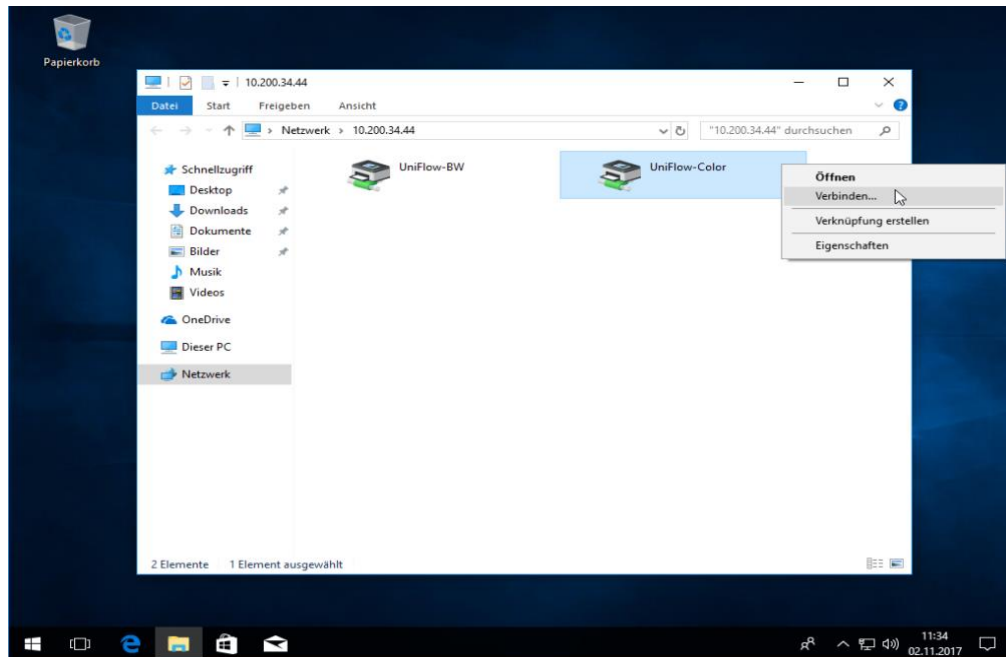 Papierkorb
10.200.34.44
Datei Start Freigeben Ansicht
Netzwerk > 10.200.34.44
"10.200.34.44" durchsuchen
Schnellzugriff
Desktop
Downloads
Dokumente
Bilder
Musik
Videos
OneDrive
Dieser PC
Netzwerk
UniFlow-BW
UniFlow-Color
Öffnen
Verbinden...
Verknüpfung erstellen
Eigenschaften
2 Elemente 1 Element ausgewählt
11:34
02.11.2017